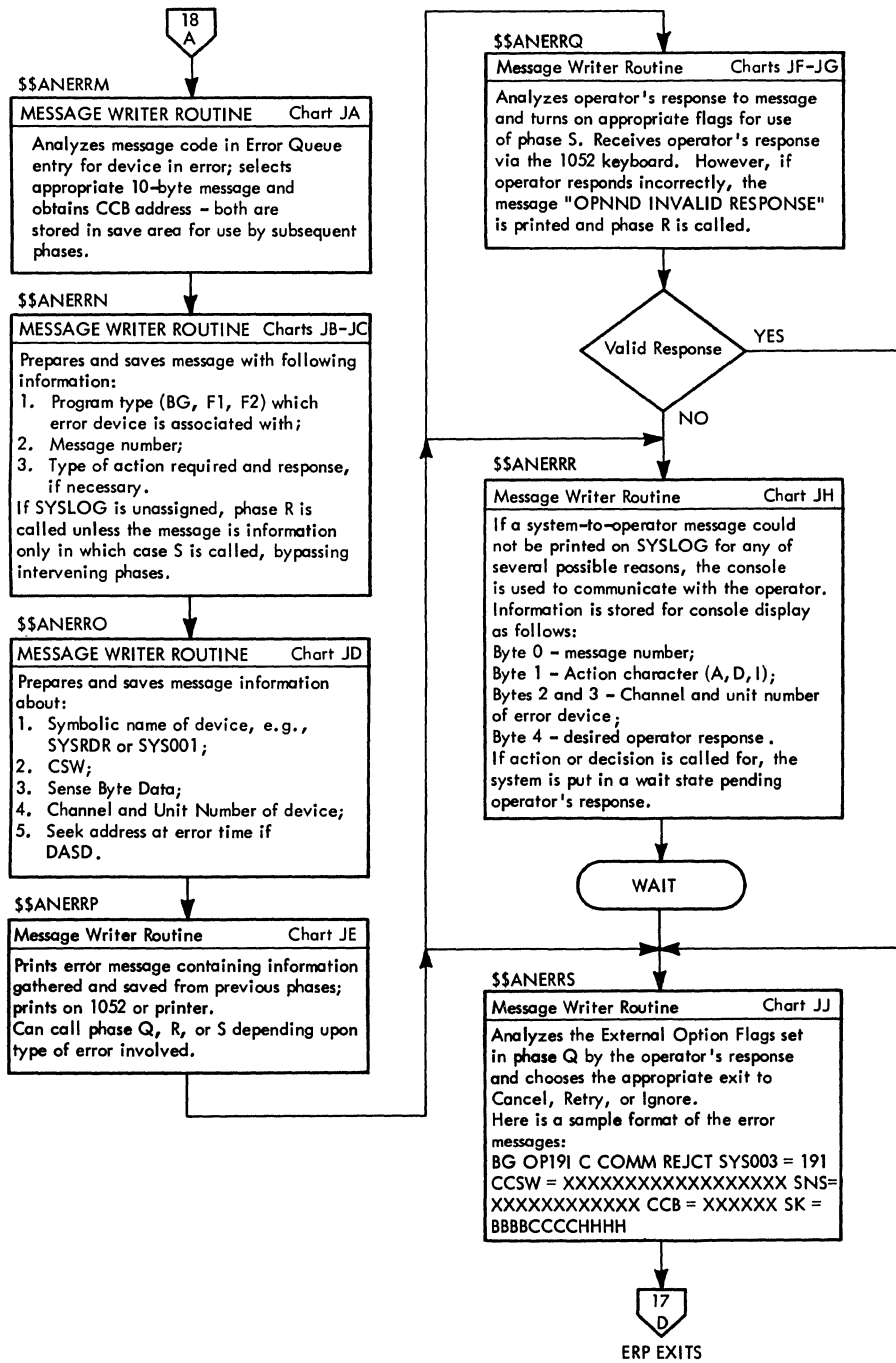 18
A
$$ANERRM
MESSAGE WRITER ROUTINE Chart JA
Analyzes message code in Error Queue
entry for device in error; selects
appropriate 10-byte message and
obtains CCB address - both are
stored in save area for use by subsequent
phases.
$$ANERRN
MESSAGE WRITER ROUTINE Charts JB-JC
Prepares and saves message with following
information:
1. Program type (BG, F1, F2) which
error device is associated with;
2. Message number;
3. Type of action required and response,
if necessary.
If SYSLOG is unassigned, phase R is
called unless the message is information
only in which case S is called, bypassing
intervening phases.
$$ANERRO
MESSAGE WRITER ROUTINE Chart JD
Prepares and saves message information
about:
1. Symbolic name of device, e.g.,
SYSRDR or SYS001;
2. CSW;
3. Sense Byte Data;
4. Channel and Unit Number of device;
5. Seek address at error time if
DASD.
$$ANERRP
Message Writer Routine Chart JE
Prints error message containing information
gathered and saved from previous phases;
prints on 1052 or printer.
Can call phase Q, R, or S depending upon
type of error involved.
$$ANERRQ
Message Writer Routine Charts JF-JG
Analyzes operator's response to message
and turns on appropriate flags for use
of phase S. Receives operator's response
via the 1052 keyboard. However, if
operator responds incorrectly, the
message "OPNND INVALID RESPONSE"
is printed and phase R is called.
Valid Response
YES
NO
$$ANERRR
Message Writer Routine Chart JH
If a system-to-operator message could
not be printed on SYSLOG for any of
several possible reasons, the console
is used to communicate with the operator.
Information is stored for console display
as follows:
Byte 0 - message number;
Byte 1 - Action character (A, D, I);
Bytes 2 and 3 - Channel and unit number
of error device;
Byte 4 - desired operator response.
If action or decision is called for, the
system is put in a wait state pending
operator's response.
WAIT
$$ANERRS
Message Writer Routine Chart JJ
Analyzes the External Option Flags set
in phase Q by the operator's response
and chooses the appropriate exit to
Cancel, Retry, or Ignore.
Here is a sample format of the error
messages:
BG OP19I C COMM REJCT SYS003 = 191
CCSW = XXXXXXXXXXXXXXXXXX SNS=
XXXXXXXXXXXX CCB = XXXXXX SK =
BBBBCCCCHHHH
17
D
ERP EXITS